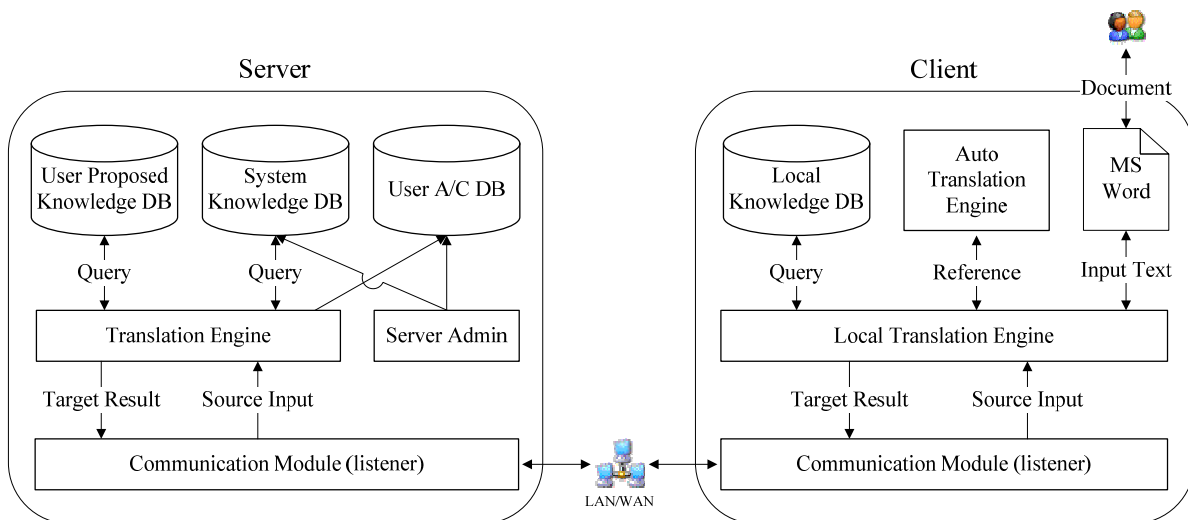 Server
Client
Document
User Proposed
Knowledge DB
System
Knowledge DB
User A/C DB
Local
Knowledge DB
Auto
Translation
Engine
MS
Word
Query
Query
Query
Reference
Input Text
Translation Engine
Server Admin
Local Translation Engine
Target Result
Source Input
Target Result
Source Input
Communication Module (listener)
Communication Module (listener)
LAN/WAN